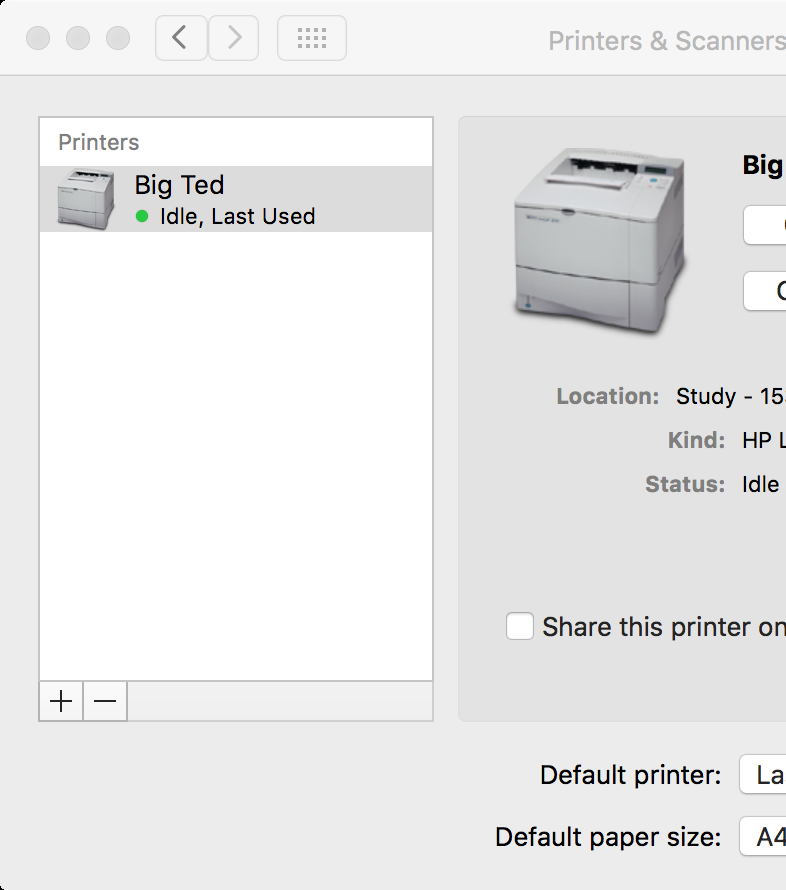 Printers & Scanners
Printers
Big Ted
Idle, Last Used
Big
Location: Study - 15
Kind: HP L
Status: Idle
Share this printer on
Default printer: La
Default paper size: A4